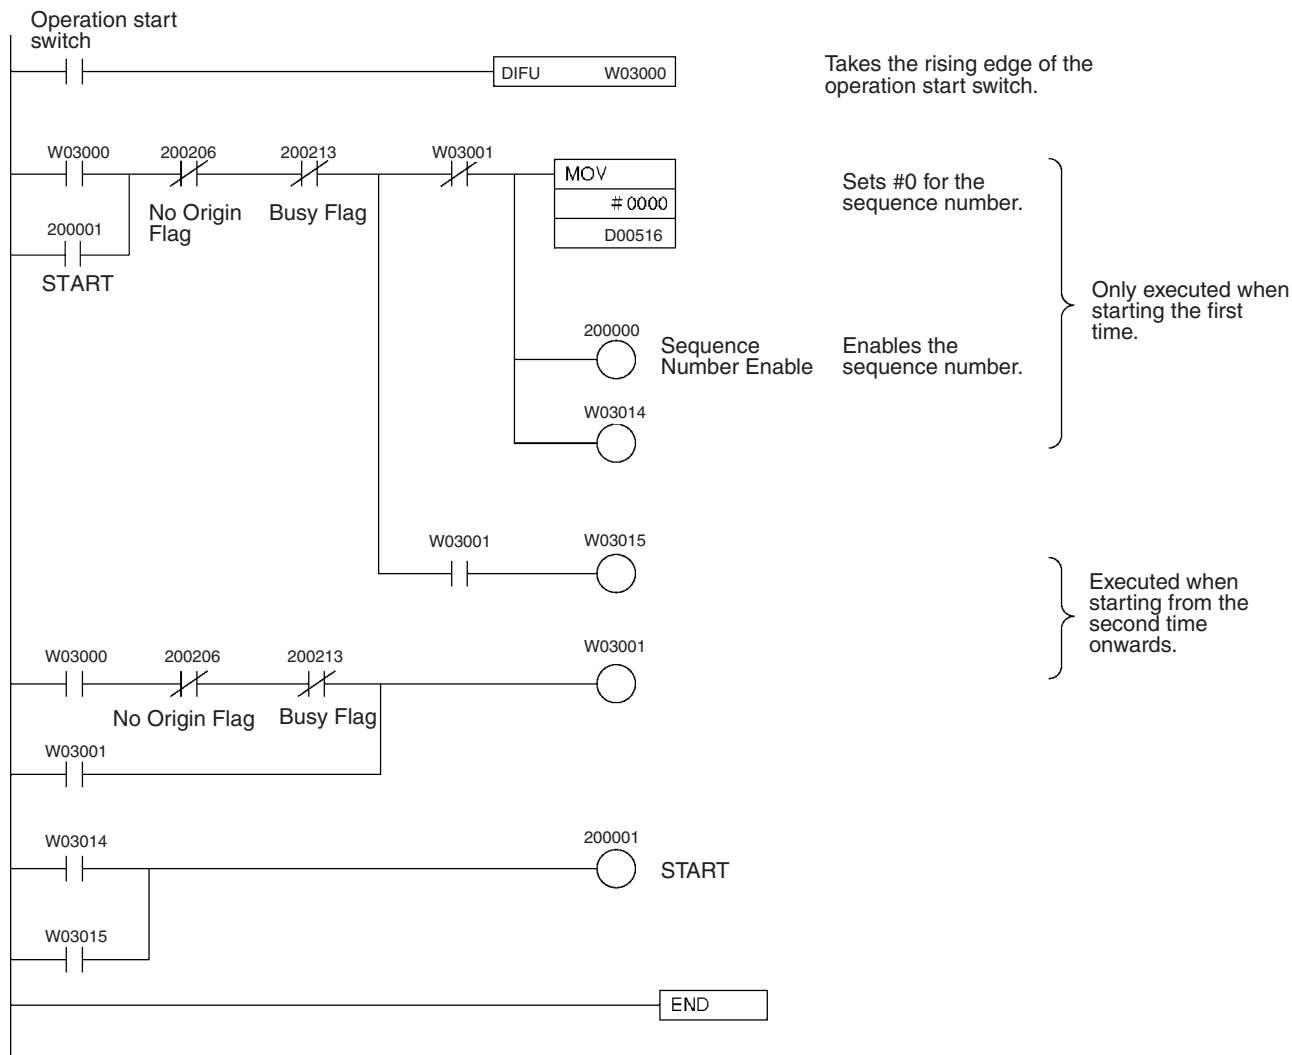 Operation start
switch
DIFU W03000
Takes the rising edge of the
operation start switch.
W03000 200206 200213 W03001
MOV
# 0000
D00516
No Origin
Flag
Busy Flag
Sets #0 for the
sequence number.
200001
START
Only executed when
starting the first
time.
200000
Sequence
Number Enable
Enables the
sequence number.
W03014
W03001 W03015
Executed when
starting from the
second time
onwards.
W03000 200206 200213 W03001
No Origin Flag Busy Flag
W03001
W03014 200001
START
W03015
END